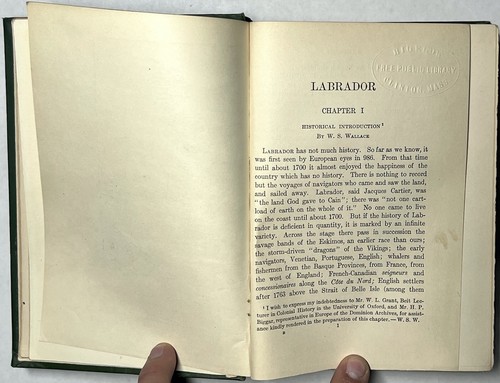 FREE PUBLIC LIBRARY
LABRADOR
CHAPTER I
HISTORICAL INTRODUCTION¹
BY W. S. WALLACE
LABRADOR has not much history. So far as we know, it
was first seen by European eyes in 986. From that time
until about 1700 it almost enjoyed the happiness of the
country which has no history. There is nothing to record
but the voyages of navigators who came and saw the land,
and sailed away. Labrador, said Jacques Cartier, was
"the land God gave to Cain"; there was "not one cart-
load of earth on the whole of it." No one came to live
on the coast until about 1700. But if the history of Lab-
rador is deficient in quantity, it is marked by an infinite
variety. Across the stage there pass in succession the
savage bands of the Eskimos, an earlier race than ours;
the storm-driven "dragons" of the Vikings; the early
navigators, Venetian, Portuguese, English; whalers and
fishermen from the Basque Provinces, from France, from
the west of England; French-Canadian seigneurs and
concessionaires along the Côte du Nord; English settlers
after 1763 above the Strait of Belle Isle (among them
¹ I wish to express my indebtedness to Mr. W. L. Grant, Beit Lec-
turer in Colonial History in the University of Oxford, and Mr. H. P.
Biggar, representative in Europe of the Dominion Archives, for assist-
ance kindly rendered in the preparation of this chapter. — W. S. W.
1